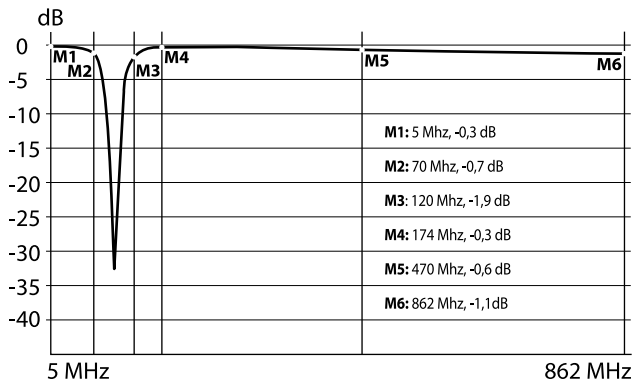 dB
0
M1
M2
M3
M4
M5
M6
-5
-10
-15
-20
-25
-30
-35
-40
M1: 5 Mhz, -0,3 dB
M2: 70 Mhz, -0,7 dB
M3: 120 Mhz, -1,9 dB
M4: 174 Mhz, -0,3 dB
M5: 470 Mhz, -0,6 dB
M6: 862 Mhz, -1,1dB
5 MHz
862 MHz